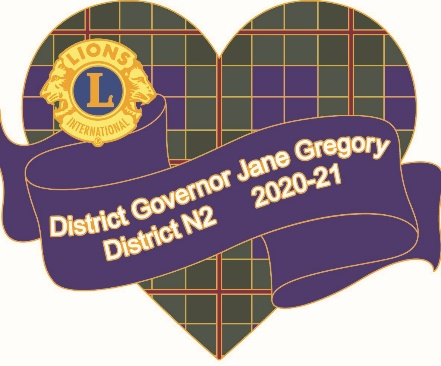 LIONS
L
INTERNATIONAL
District Governor Jane Gregory
District N2 2020-21